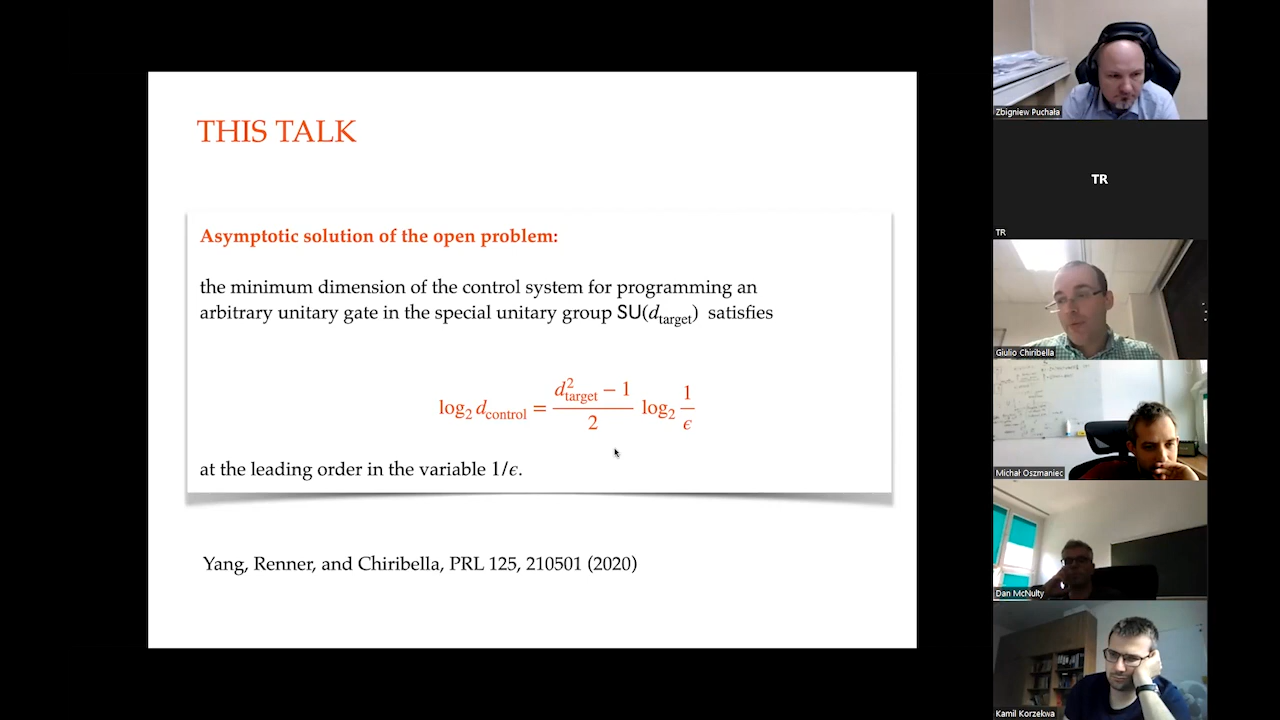 THIS TALK
Asymptotic solution of the open problem:
the minimum dimension of the control system for programming an
arbitrary unitary gate in the special unitary group SU(d_target) satisfies
log₂ d_control = (d²_target − 1)/2 log₂ 1/ϵ
at the leading order in the variable 1/ϵ.
Yang, Renner, and Chiribella, PRL 125, 210501 (2020)
Zbigniew Puchała
TR
TR
Giulio Chiribella
Michał Oszmaniec
Dan McNulty
Kamil Korzekwa